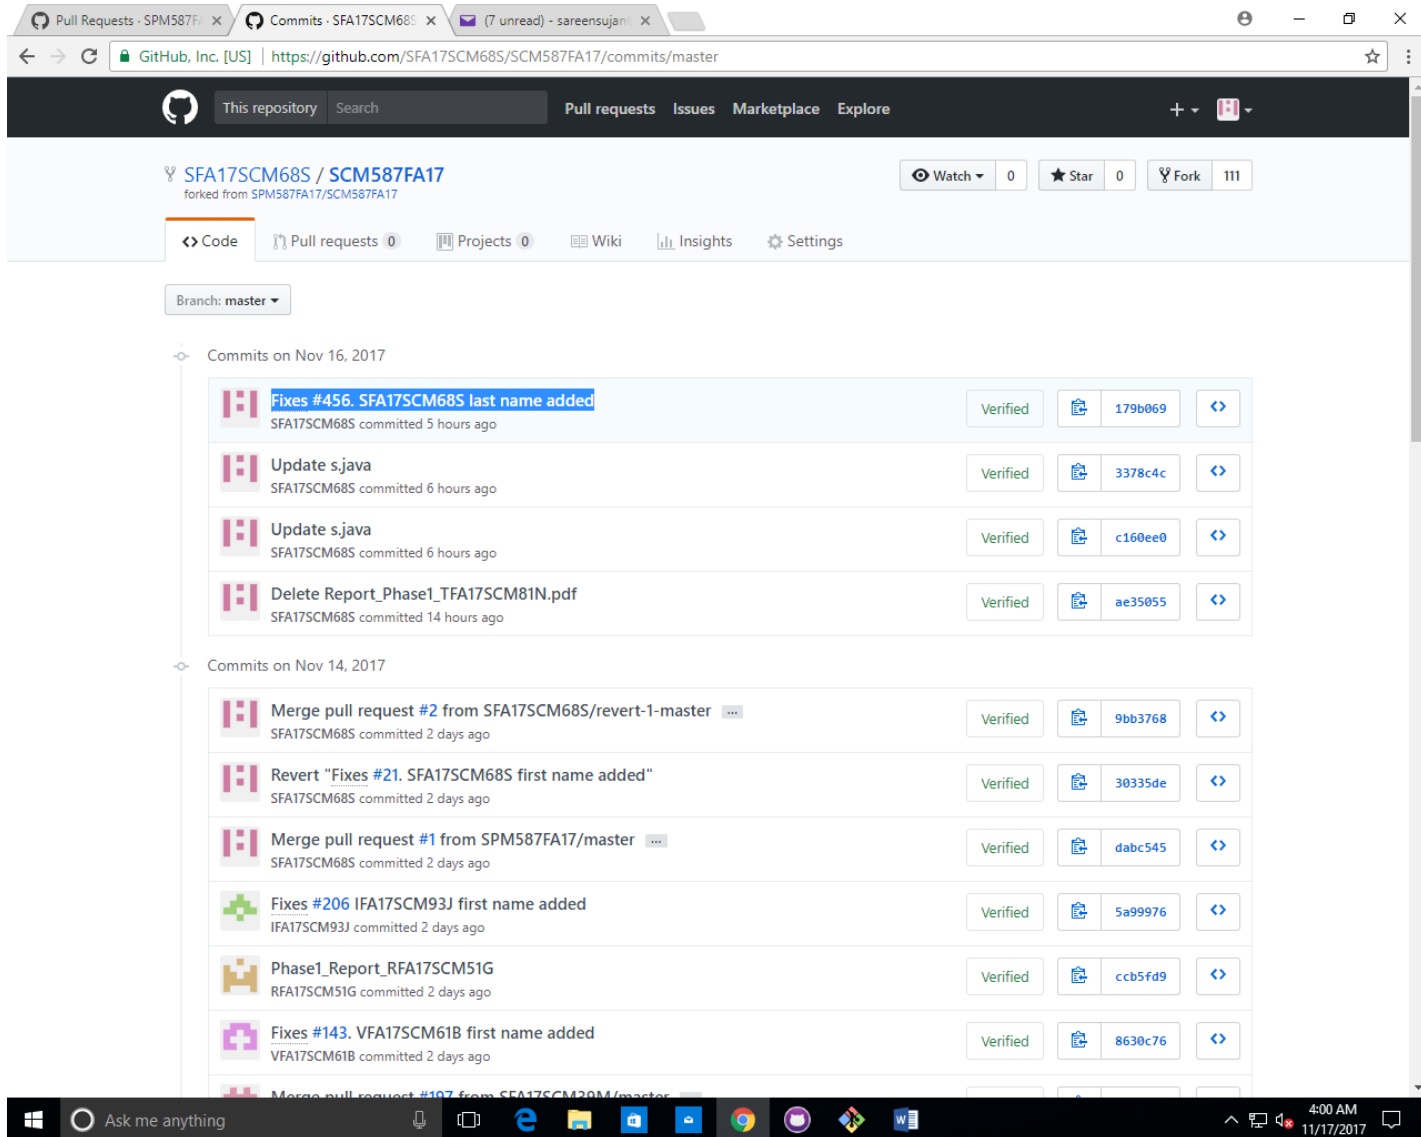 Pull Requests · SPM587F
Commits · SFA17SCM68S
(7 unread) - sareensujan
GitHub, Inc. [US] https://github.com/SFA17SCM68S/SCM587FA17/commits/master
This repository Search Pull requests Issues Marketplace Explore
SFA17SCM68S / SCM587FA17
forked from SPM587FA17/SCM587FA17
Watch 0 Star 0 Fork 111
Code Pull requests 0 Projects 0 Wiki Insights Settings
Branch: master
Commits on Nov 16, 2017
Fixes #456. SFA17SCM68S last name added
SFA17SCM68S committed 5 hours ago
Verified 179b069
Update s.java
SFA17SCM68S committed 6 hours ago
Verified 3378c4c
Update s.java
SFA17SCM68S committed 6 hours ago
Verified c160ee0
Delete Report_Phase1_TFA17SCM81N.pdf
SFA17SCM68S committed 14 hours ago
Verified ae35055
Commits on Nov 14, 2017
Merge pull request #2 from SFA17SCM68S/revert-1-master ...
SFA17SCM68S committed 2 days ago
Verified 9bb3768
Revert "Fixes #21. SFA17SCM68S first name added"
SFA17SCM68S committed 2 days ago
Verified 30335de
Merge pull request #1 from SPM587FA17/master ...
SFA17SCM68S committed 2 days ago
Verified dabc545
Fixes #206 IFA17SCM93J first name added
IFA17SCM93J committed 2 days ago
Verified 5a99976
Phase1_Report_RFA17SCM51G
RFA17SCM51G committed 2 days ago
Verified ccb5fd9
Fixes #143. VFA17SCM61B first name added
VFA17SCM61B committed 2 days ago
Verified 8630c76
Merge pull request #197 from SFA17SCM39M/master
Ask me anything
4:00 AM
11/17/2017